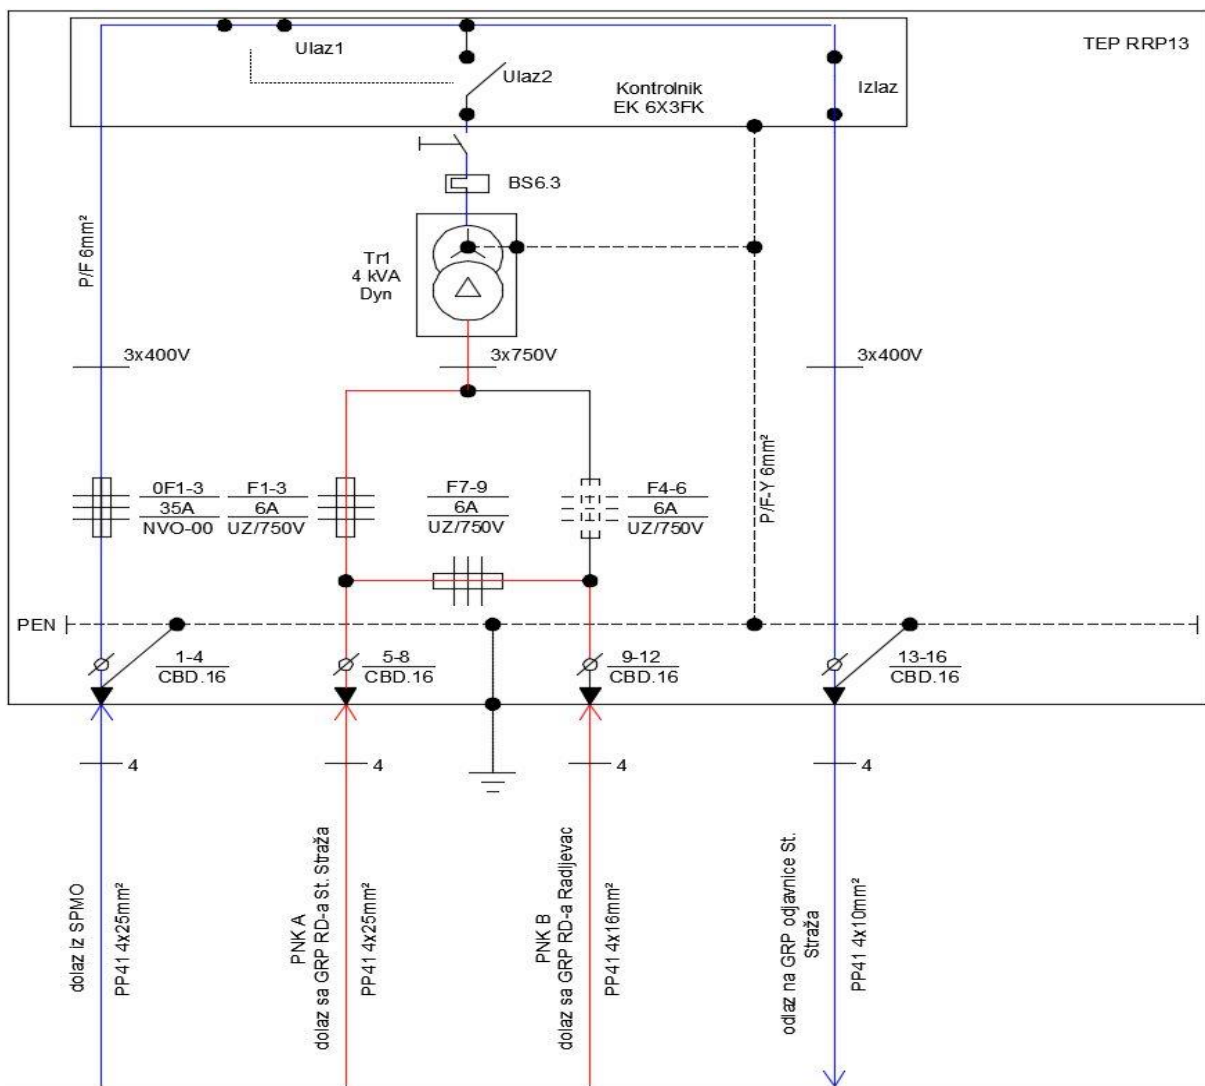 TEP RRP13
Ulaz1
Ulaz2
Izlaz
Kontrolnik
EK 6X3FK
BS6.3
P/F 6mm²
Tr1
4 kVA
Dyn
3x400V
3x750V
3x400V
P/F-Y 6mm²
0F1-3
35A
NVO-00
F1-3
6A
UZ/750V
F7-9
6A
UZ/750V
F4-6
6A
UZ/750V
PEN
1-4
CBD.16
5-8
CBD.16
9-12
CBD.16
13-16
CBD.16
4
4
4
4
dolaz iz SPMO
PP41 4x25mm²
PNK A
dolaz sa GRP RD-a St. Straža
PP41 4x25mm²
PNK B
dolaz sa GRP RD-a Radljevac
PP41 4x16mm²
odlaz na GRP odjavnice St.
Straža
PP41 4x10mm²